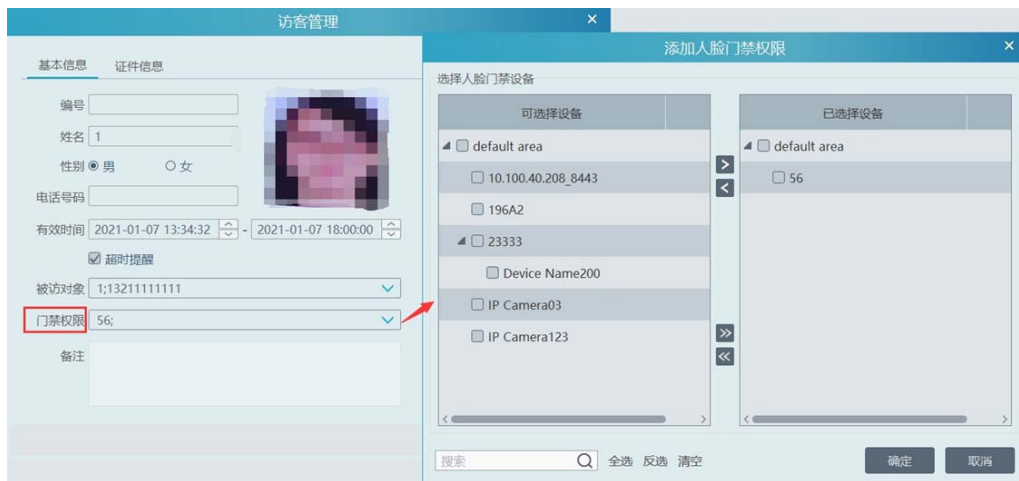 访客管理
基本信息 证件信息
编号
姓名 1
性别 男 女
电话号码
有效时间 2021-01-07 13:34:32 - 2021-01-07 18:00:00
超时提醒
被访对象 1;13211111111
门禁权限 56;
备注
添加人脸门禁权限
选择人脸门禁设备
可选择设备
default area
10.100.40.208_8443
196A2
23333
Device Name200
IP Camera03
IP Camera123
已选择设备
default area
56
搜索 全选 反选 清空 确定 取消